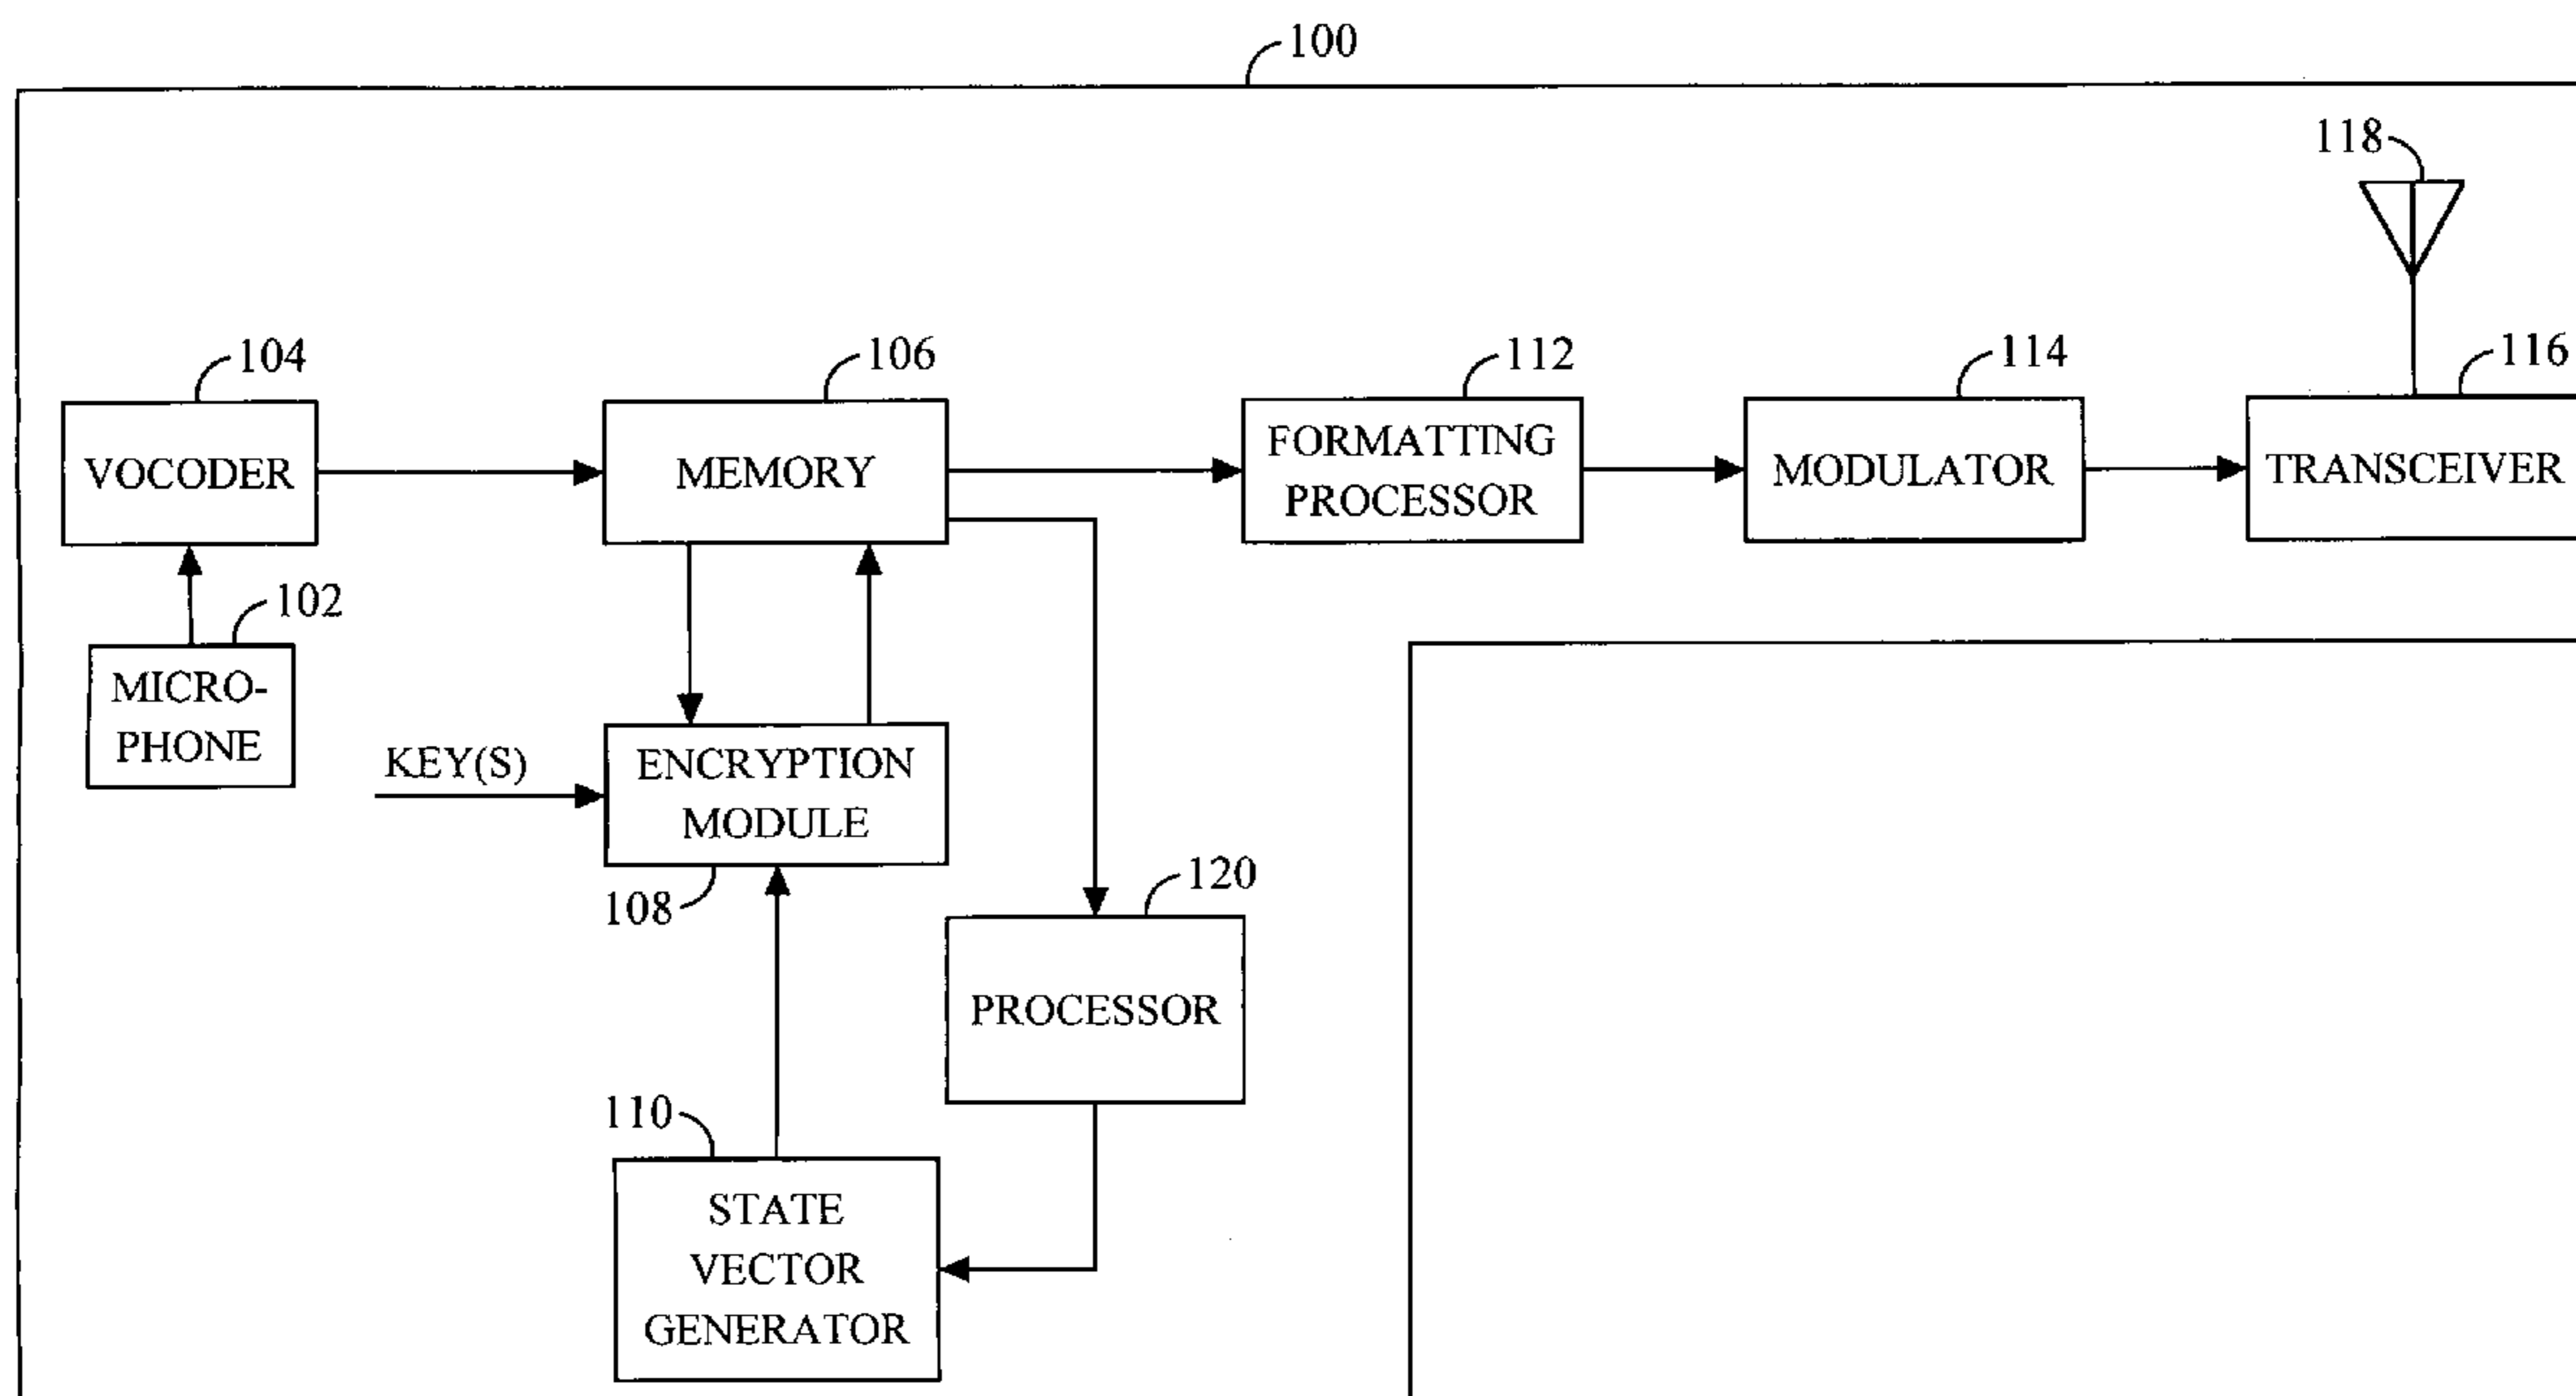 100
118
104
106
112
114
116
VOCODER
MEMORY
FORMATTING
PROCESSOR
MODULATOR
TRANSCEIVER
102
MICRO-
PHONE
KEY(S)
ENCRYPTION
MODULE
108
120
PROCESSOR
110
STATE
VECTOR
GENERATOR